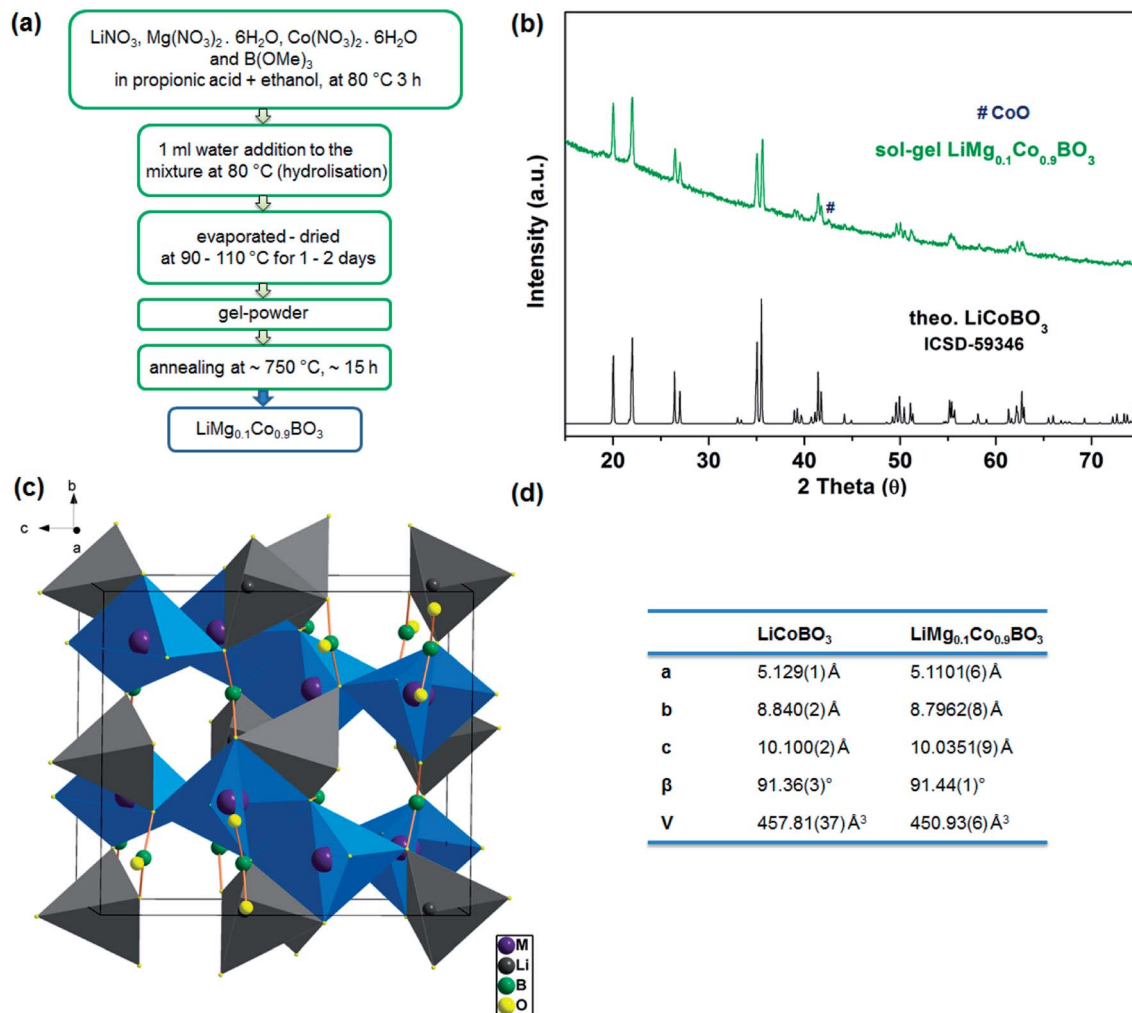 (a)
LiNO₃, Mg(NO₃)₂ . 6H₂O, Co(NO₃)₂ . 6H₂O
and B(OMe)₃
in propionic acid + ethanol, at 80 °C 3 h
1 ml water addition to the
mixture at 80 °C (hydrolisation)
evaporated - dried
at 90 - 110 °C for 1 - 2 days
gel-powder
annealing at ~ 750 °C, ~ 15 h
LiMg₀.₁Co₀.₉BO₃
(b)
# CoO
sol-gel LiMg₀.₁Co₀.₉BO₃
#
theo. LiCoBO₃
ICSD-59346
Intensity (a.u.)
20 30 40 50 60 70
2 Theta (θ)
(c)
b
c
a
M
Li
B
O
(d)
LiCoBO₃ LiMg₀.₁Co₀.₉BO₃
a 5.129(1) Å 5.1101(6) Å
b 8.840(2) Å 8.7962(8) Å
c 10.100(2) Å 10.0351(9) Å
β 91.36(3)° 91.44(1)°
V 457.81(37) Å³ 450.93(6) Å³